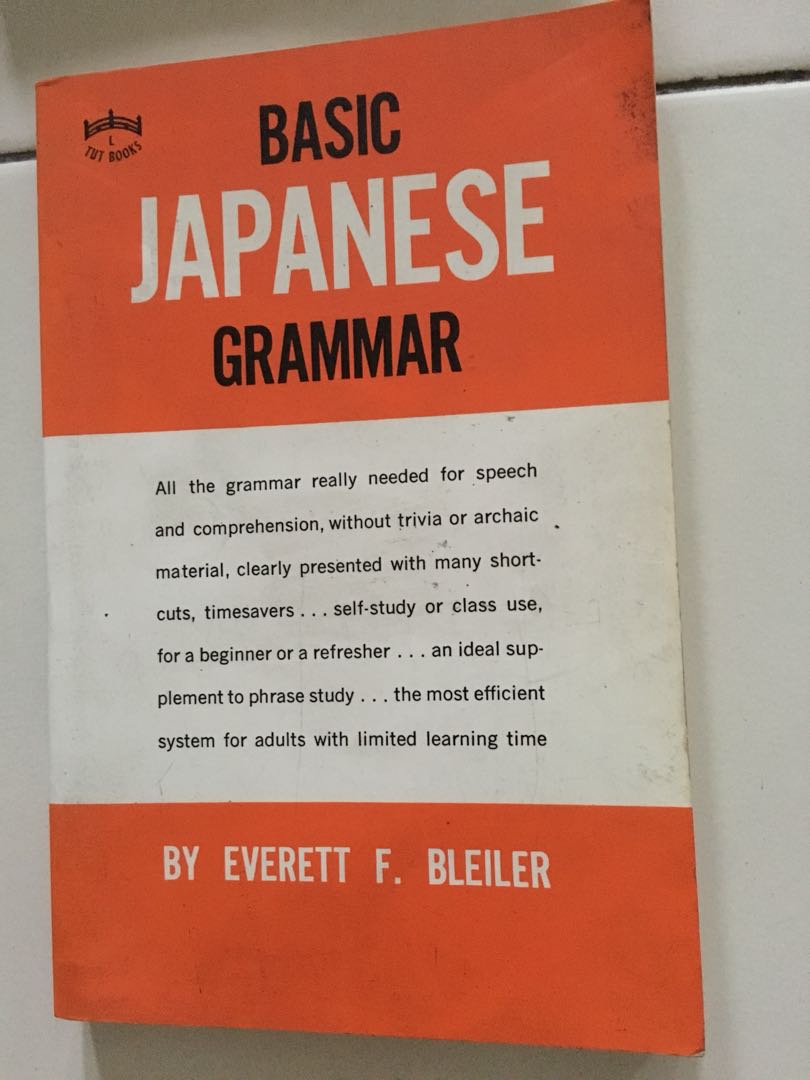 L
TUT BOOKS
BASIC
JAPANESE
GRAMMAR
All the grammar really needed for speech
and comprehension, without trivia or archaic
material, clearly presented with many short-
cuts, timesavers . . . self-study or class use,
for a beginner or a refresher . . . an ideal sup-
plement to phrase study . . . the most efficient
system for adults with limited learning time
BY EVERETT F. BLEILER